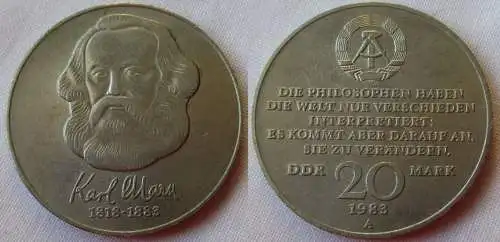 Karl Marx
1818-1883
DIE PHILOSOPHEN HABEN
DIE WELT NUR VERSCHIEDEN
INTERPRETIERT;
ES KOMMT ABER DARAUF AN,
SIE ZU VERÄNDERN.
DDR 20 MARK
1983
A